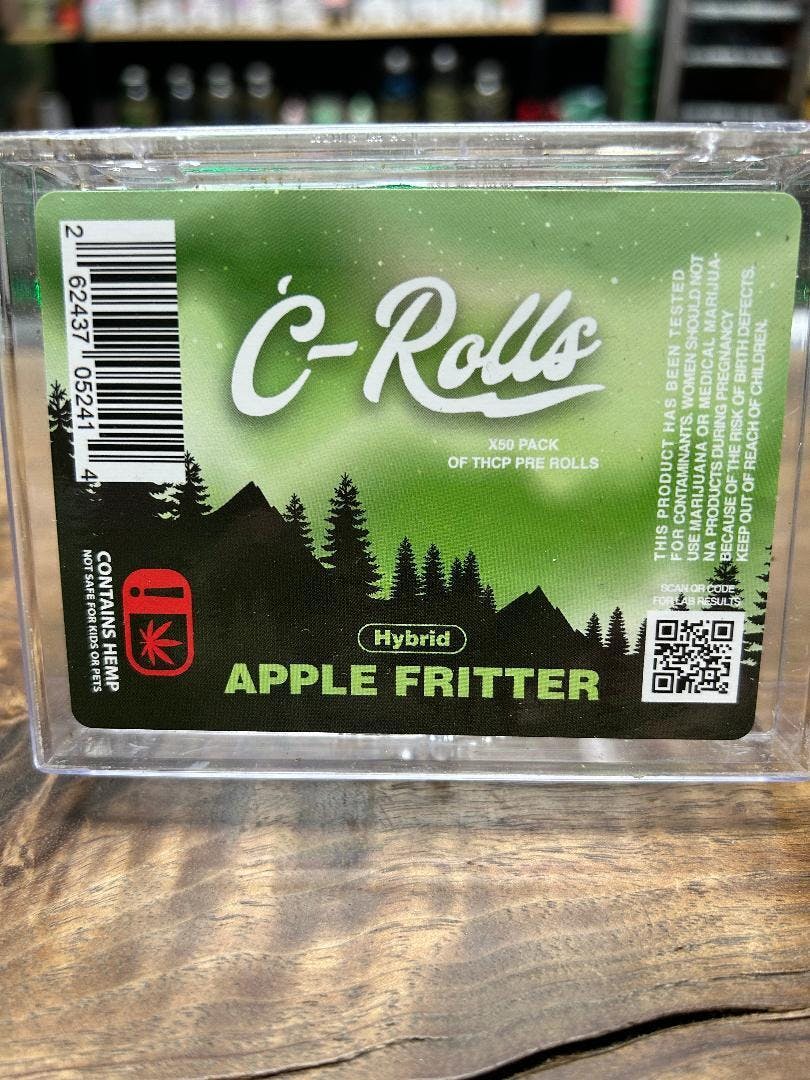 2 62437 05241 4
C-Rolls
X50 PACK
OF THCP PRE ROLLS
THIS PRODUCT HAS BEEN TESTED
FOR CONTAMINANTS. WOMEN SHOULD NOT
USE MARIJUANA OR MEDICAL MARIJUA-
NA PRODUCTS DURING PREGNANCY
BECAUSE OF THE RISK OF BIRTH DEFECTS.
KEEP OUT OF REACH OF CHILDREN.
CONTAINS HEMP
NOT SAFE FOR KIDS OR PETS
!
SCAN QR CODE
FOR LAB RESULTS
Hybrid
APPLE FRITTER